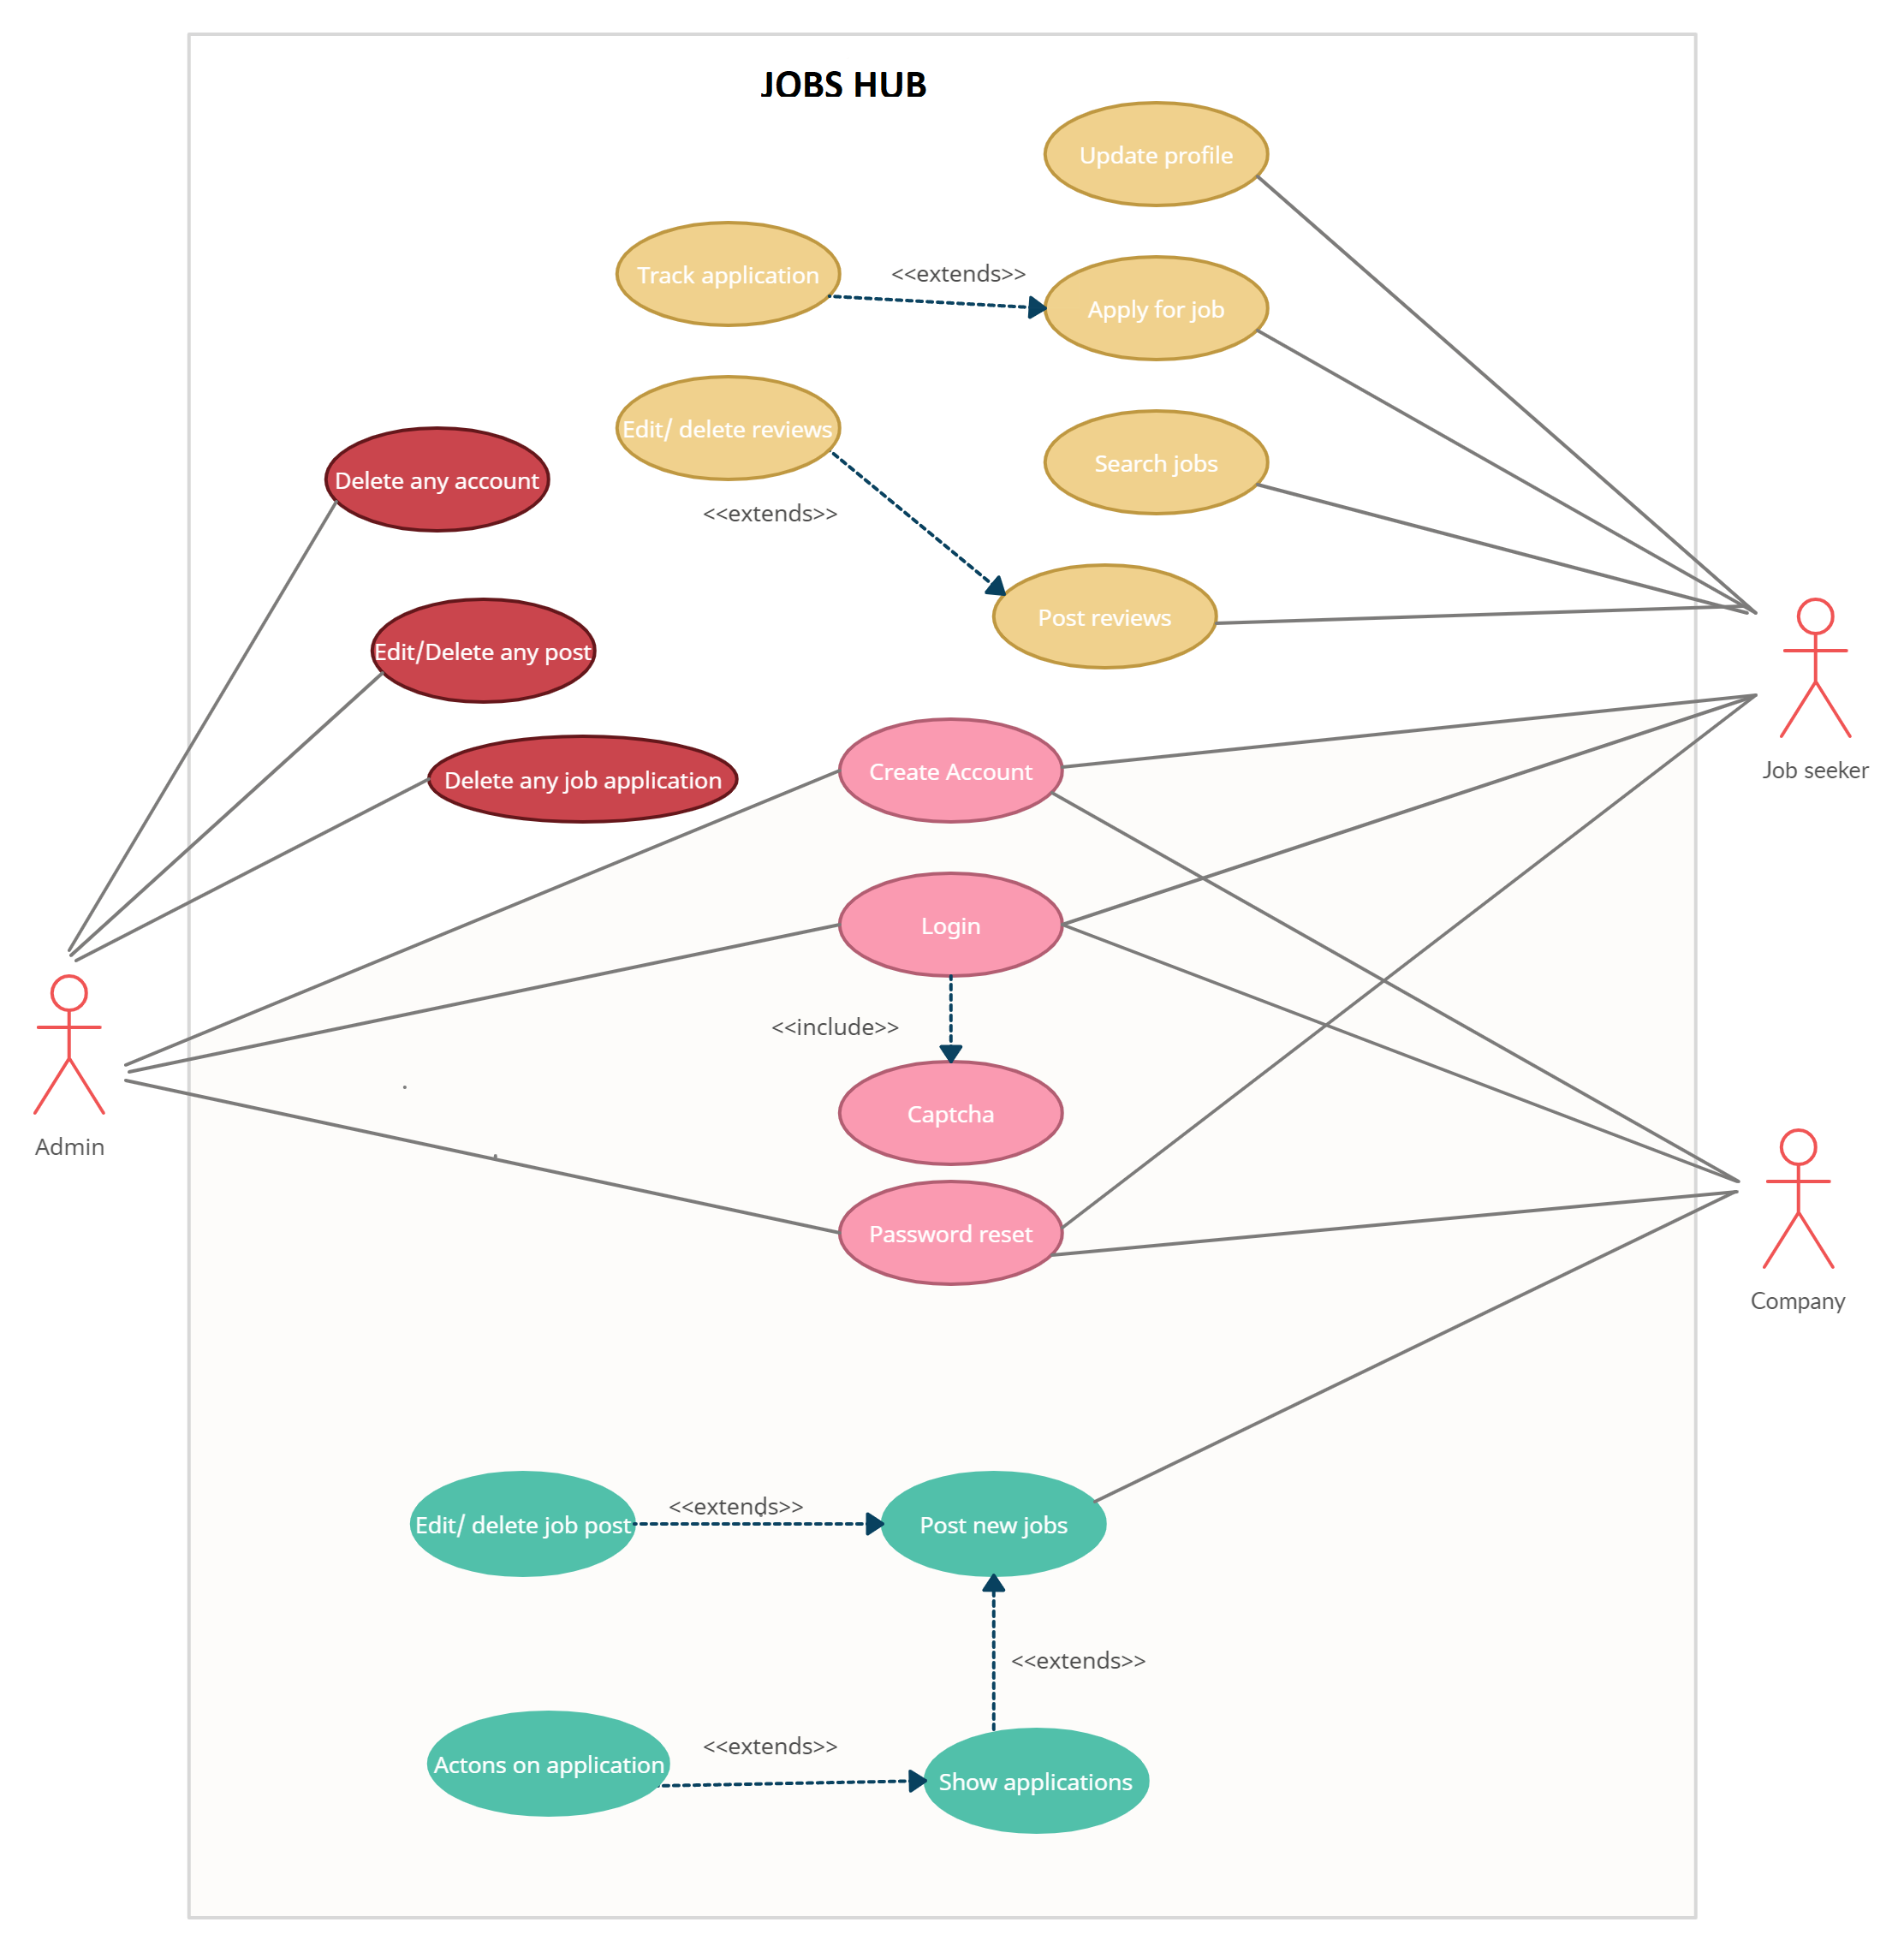 JOBS HUB
Update profile
Track application
<<extends>>
Apply for job
Edit/ delete reviews
Search jobs
Delete any account
<<extends>>
Post reviews
Edit/Delete any post
Create Account
Job seeker
Delete any job application
Login
<<include>>
Captcha
Admin
Password reset
Company
<<extends>>
Edit/ delete job post
Post new jobs
<<extends>>
<<extends>>
Actons on application
Show applications